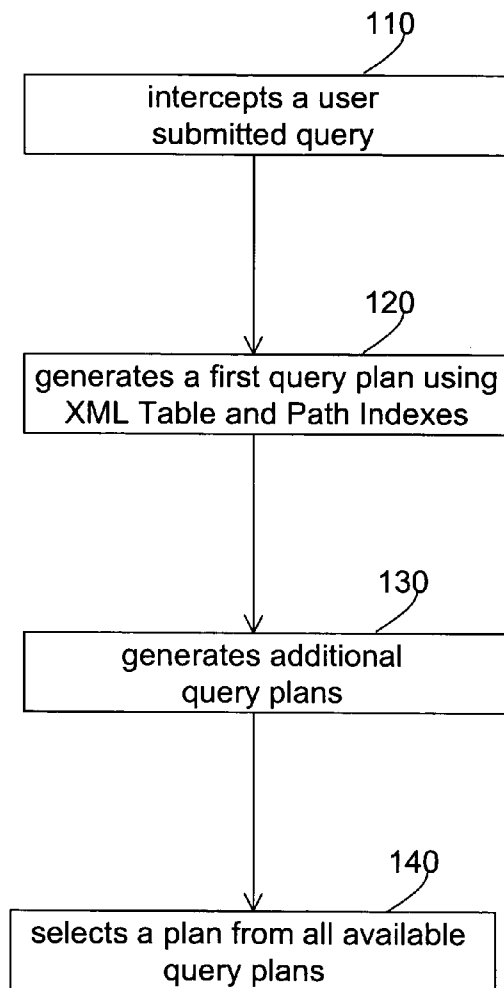 110
intercepts a user
submitted query
120
generates a first query plan using
XML Table and Path Indexes
130
generates additional
query plans
140
selects a plan from all available
query plans